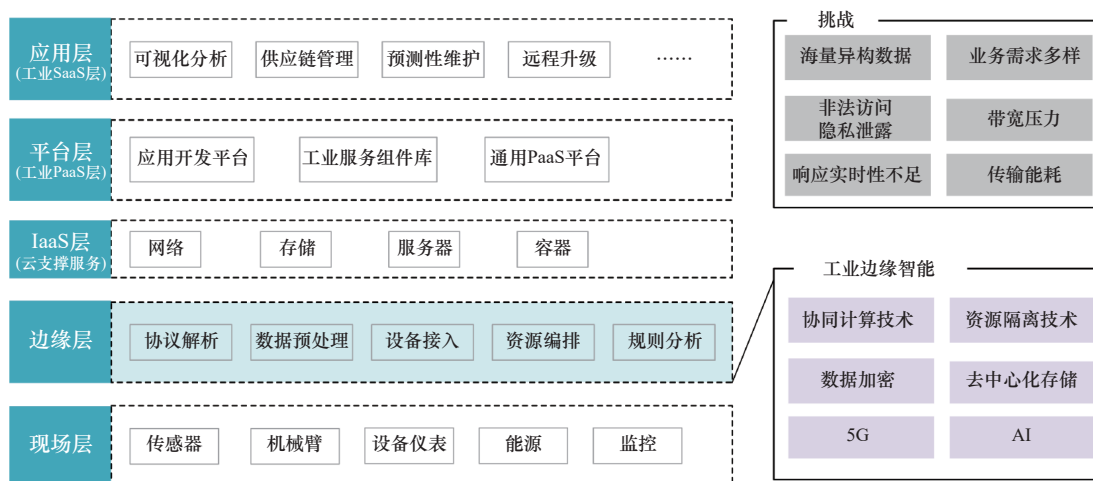 应用层
(工业SaaS层)
可视化分析
供应链管理
预测性维护
远程升级
……
平台层
(工业PaaS层)
应用开发平台
工业服务组件库
通用PaaS平台
IaaS层
(云支撑服务)
网络
存储
服务器
容器
边缘层
协议解析
数据预处理
设备接入
资源编排
规则分析
现场层
传感器
机械臂
设备仪表
能源
监控
挑战
海量异构数据
业务需求多样
非法访问
隐私泄露
带宽压力
响应实时性不足
传输能耗
工业边缘智能
协同计算技术
资源隔离技术
数据加密
去中心化存储
5G
AI